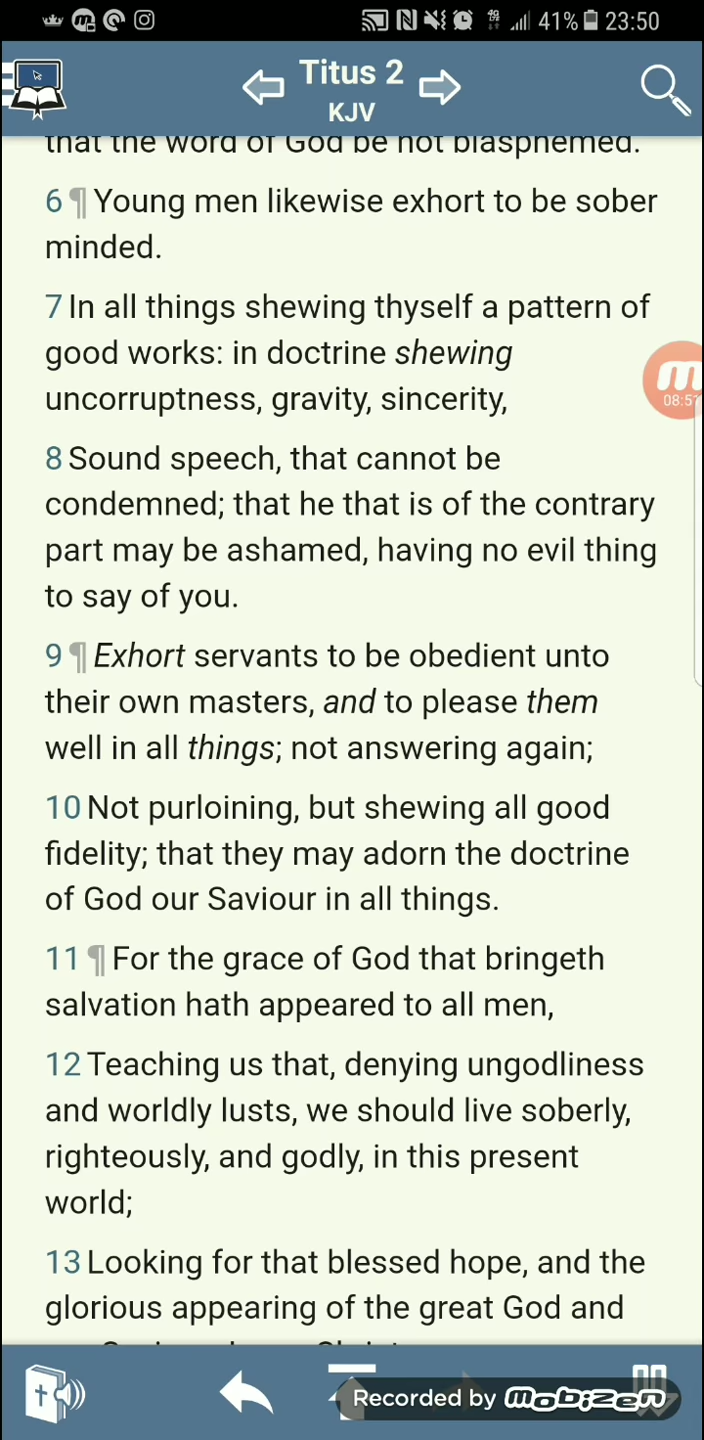 41% 23:50
Titus 2
KJV
that the word of God be not blasphemed.
6 ¶ Young men likewise exhort to be sober
minded.
7 In all things shewing thyself a pattern of
good works: in doctrine shewing
uncorruptness, gravity, sincerity,
8 Sound speech, that cannot be
condemned; that he that is of the contrary
part may be ashamed, having no evil thing
to say of you.
9 ¶ Exhort servants to be obedient unto
their own masters, and to please them
well in all things; not answering again;
10 Not purloining, but shewing all good
fidelity; that they may adorn the doctrine
of God our Saviour in all things.
11 ¶ For the grace of God that bringeth
salvation hath appeared to all men,
12 Teaching us that, denying ungodliness
and worldly lusts, we should live soberly,
righteously, and godly, in this present
world;
13 Looking for that blessed hope, and the
glorious appearing of the great God and
Recorded by mobizen